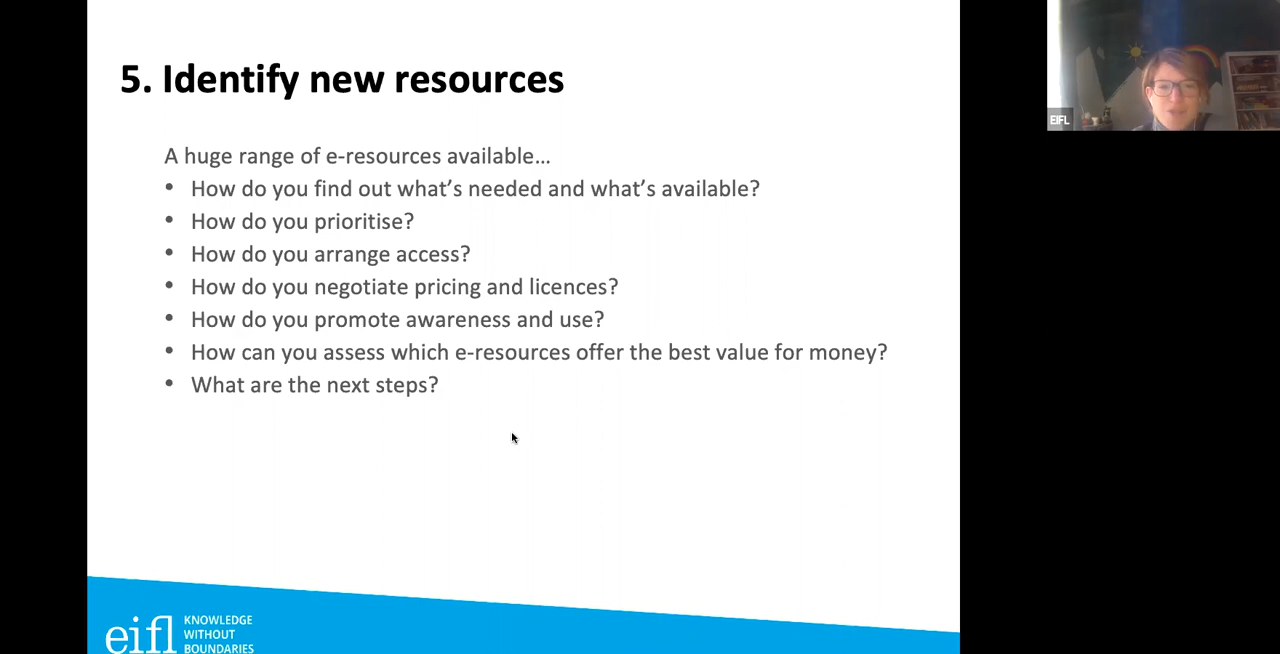 5. Identify new resources
A huge range of e-resources available…
• How do you find out what’s needed and what’s available?
• How do you prioritise?
• How do you arrange access?
• How do you negotiate pricing and licences?
• How do you promote awareness and use?
• How can you assess which e-resources offer the best value for money?
• What are the next steps?
eifl
KNOWLEDGE
WITHOUT
BOUNDARIES
EIFL